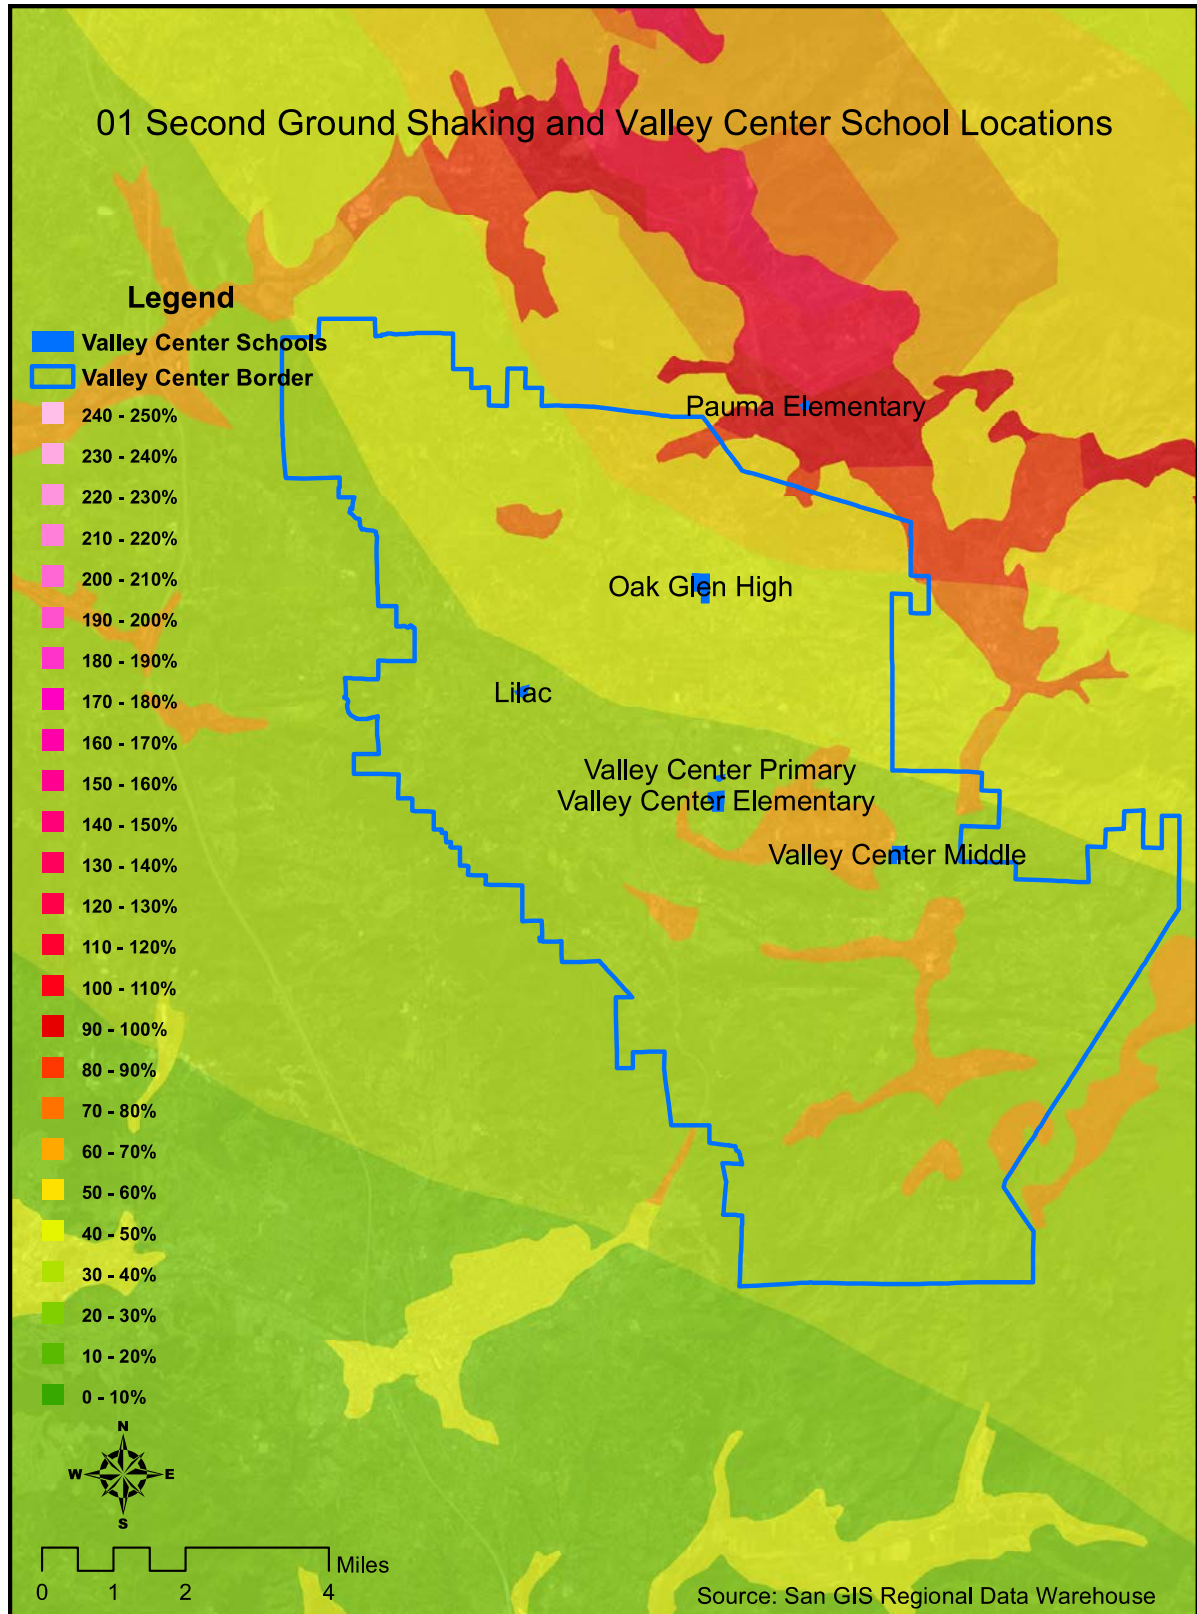 01 Second Ground Shaking and Valley Center School Locations
Legend
Valley Center Schools
Valley Center Border
240 - 250%
230 - 240%
220 - 230%
210 - 220%
200 - 210%
190 - 200%
180 - 190%
170 - 180%
160 - 170%
150 - 160%
140 - 150%
130 - 140%
120 - 130%
110 - 120%
100 - 110%
90 - 100%
80 - 90%
70 - 80%
60 - 70%
50 - 60%
40 - 50%
30 - 40%
20 - 30%
10 - 20%
0 - 10%
Pauma Elementary
Oak Glen High
Lilac
Valley Center Primary
Valley Center Elementary
Valley Center Middle
N
W E
S
Miles
0 1 2 4
Source: San GIS Regional Data Warehouse